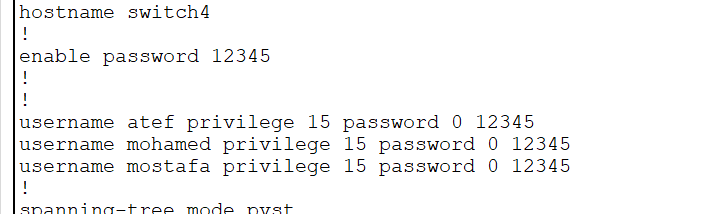 hostname switch4
!
enable password 12345
!
!
username atef privilege 15 password 0 12345
username mohamed privilege 15 password 0 12345
username mostafa privilege 15 password 0 12345
!
spanning-tree mode pvst